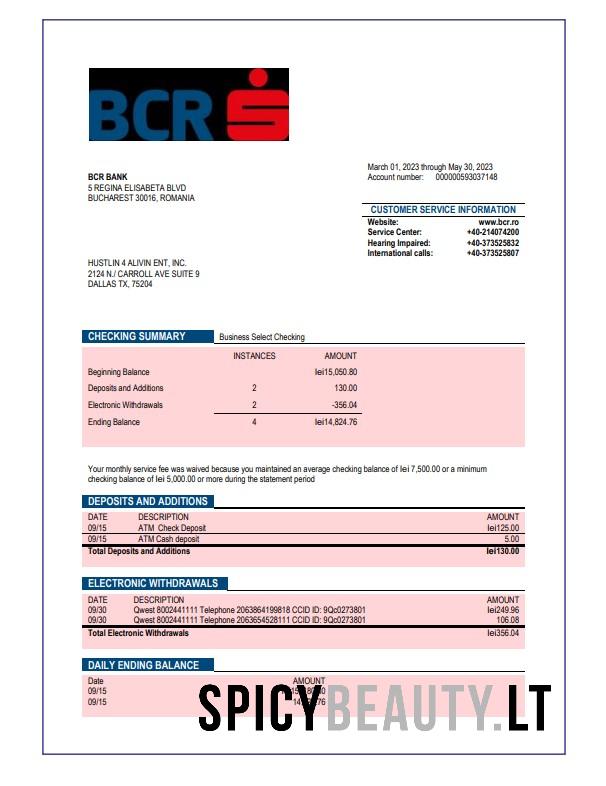 BCR
March 01, 2023 through May 30, 2023
Account number: 000000593037148
BCR BANK
5 REGINA ELISABETA BLVD
BUCHAREST 30016, ROMANIA
CUSTOMER SERVICE INFORMATION
Website: www.bcr.ro
Service Center: +40-214074200
Hearing Impaired: +40-373525832
International calls: +40-373525807
HUSTLIN 4 ALIVIN ENT, INC.
2124 N./ CARROLL AVE SUITE 9
DALLAS TX, 75204
CHECKING SUMMARY Business Select Checking
INSTANCES AMOUNT
Beginning Balance lei15,050.80
Deposits and Additions 2 130.00
Electronic Withdrawals 2 -356.04
Ending Balance 4 lei14,824.76
Your monthly service fee was waived because you maintained an average checking balance of lei 7,500.00 or a minimum
checking balance of lei 5,000.00 or more during the statement period
DEPOSITS AND ADDITIONS
DATE DESCRIPTION AMOUNT
09/15 ATM Check Deposit lei125.00
09/15 ATM Cash deposit 5.00
Total Deposits and Additions lei130.00
ELECTRONIC WITHDRAWALS
DATE DESCRIPTION AMOUNT
09/30 Qwest 8002441111 Telephone 2063864199818 CCID ID: 9Qc0273801 lei249.96
09/30 Qwest 8002441111 Telephone 2063654528111 CCID ID: 9Qc0273801 106.08
Total Electronic Withdrawals lei356.04
DAILY ENDING BALANCE
Date AMOUNT
09/15
09/30
SPICYBEAUTY.LT